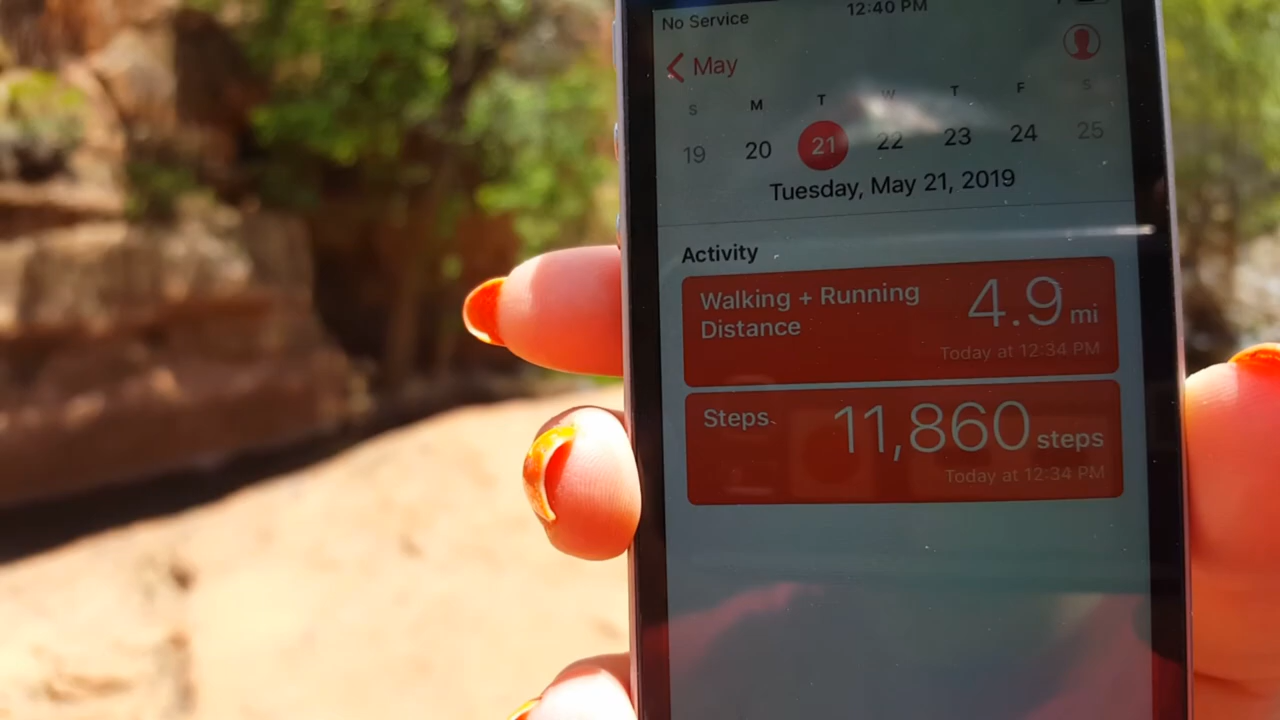 No Service 12:40 PM
May
S M T W T F S
19 20 21 22 23 24 25
Tuesday, May 21, 2019
Activity
Walking + Running
Distance
4.9 mi
Today at 12:34 PM
Steps 11,860 steps
Today at 12:34 PM